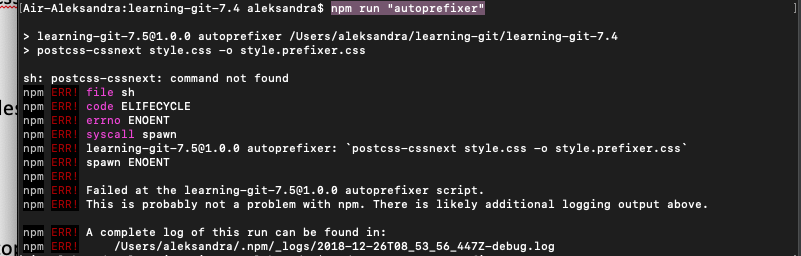 [Air-Aleksandra:learning-git-7.4 aleksandra$ npm run "autoprefixer" ]
> learning-git-7.5@1.0.0 autoprefixer /Users/aleksandra/learning-git/learning-git-7.4
> postcss-cssnext style.css -o style.prefixer.css
sh: postcss-cssnext: command not found
npm ERR! file sh
npm ERR! code ELIFECYCLE
npm ERR! errno ENOENT
npm ERR! syscall spawn
npm ERR! learning-git-7.5@1.0.0 autoprefixer: `postcss-cssnext style.css -o style.prefixer.css`
npm ERR! spawn ENOENT
npm ERR!
npm ERR! Failed at the learning-git-7.5@1.0.0 autoprefixer script.
npm ERR! This is probably not a problem with npm. There is likely additional logging output above.
npm ERR! A complete log of this run can be found in:
npm ERR! /Users/aleksandra/.npm/_logs/2018-12-26T08_53_56_447Z-debug.log